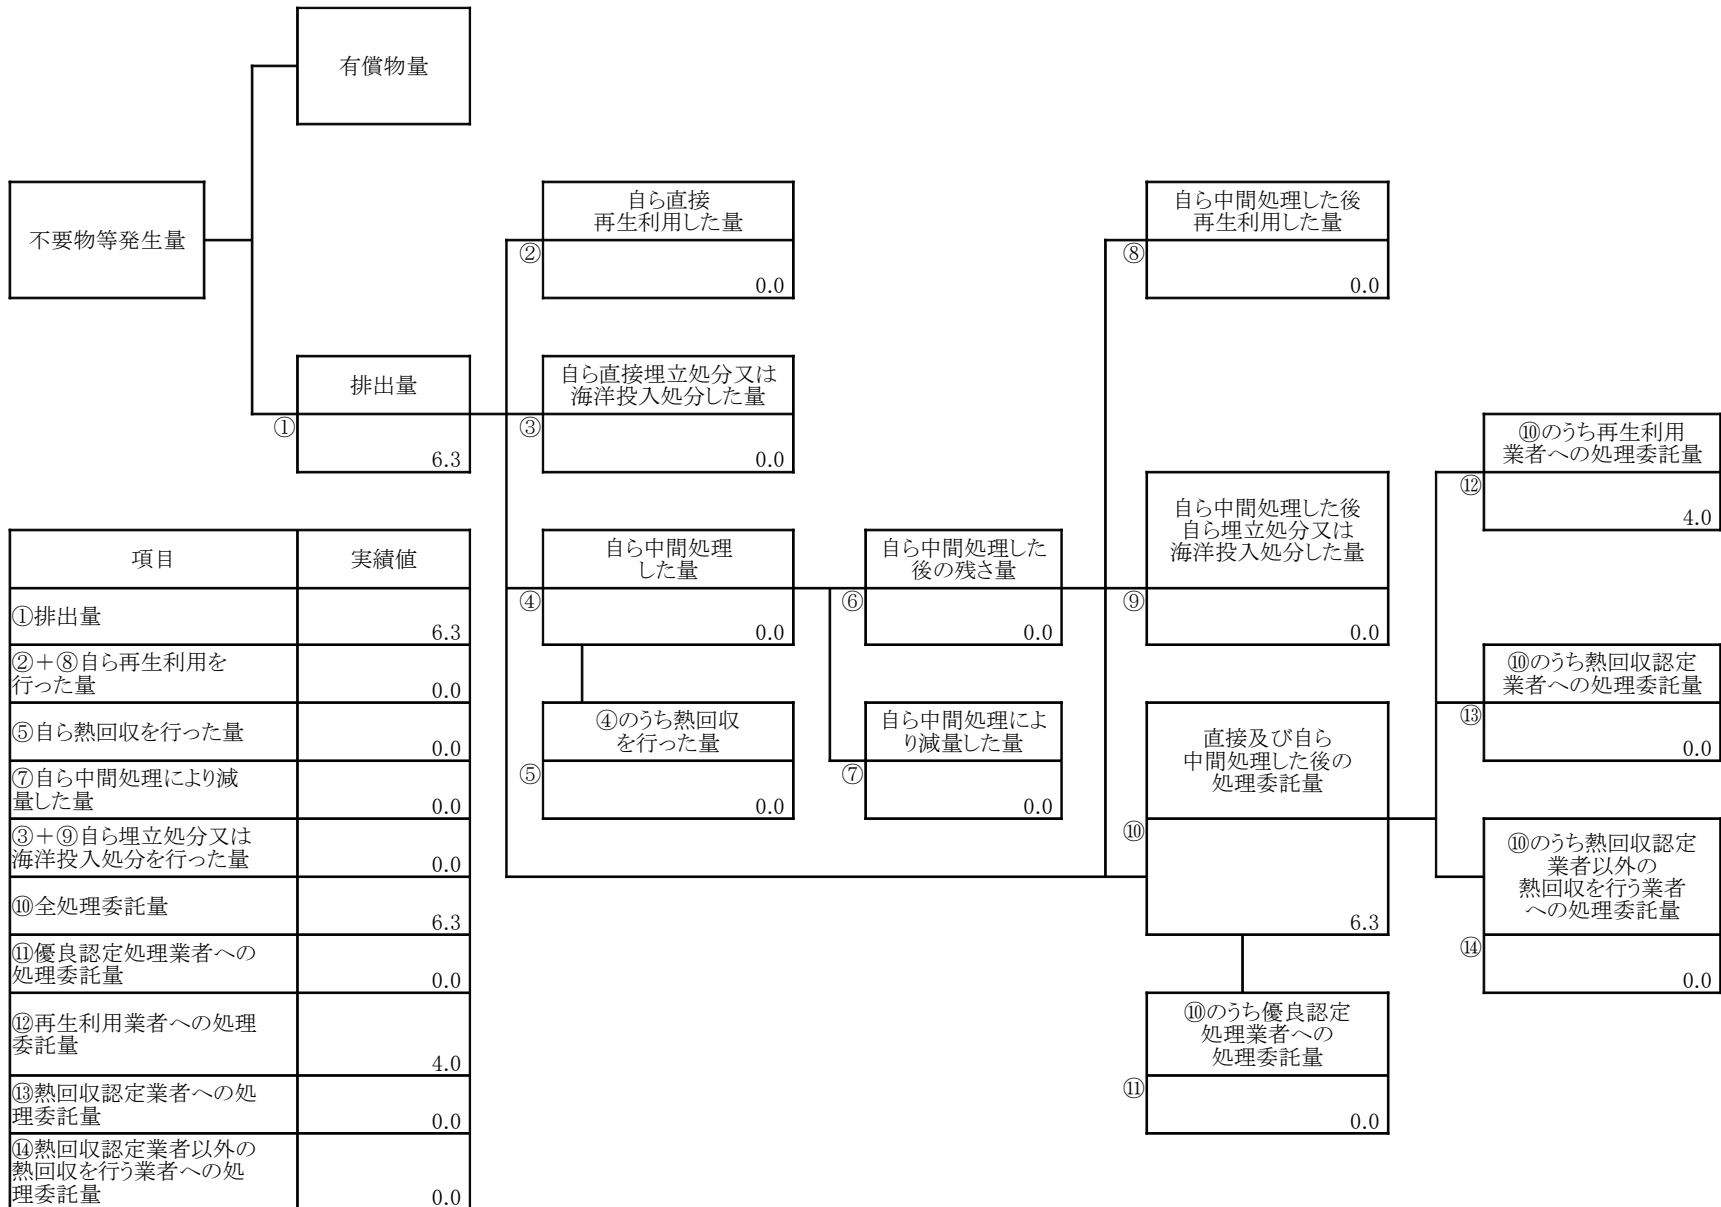 有償物量
不要物等発生量
自ら直接
再生利用した量
②
0.0
自ら中間処理した後
再生利用した量
⑧
0.0
排出量
①
6.3
自ら直接埋立処分又は
海洋投入処分した量
③
0.0
⑩のうち再生利用
業者への処理委託量
⑫
4.0
自ら中間処理した後
自ら埋立処分又は
海洋投入処分した量
⑨
0.0
自ら中間処理
した量
④
0.0
自ら中間処理した
後の残さ量
⑥
0.0
⑩のうち熱回収認定
業者への処理委託量
⑬
0.0
④のうち熱回収
を行った量
⑤
0.0
自ら中間処理によ
り減量した量
⑦
0.0
直接及び自ら
中間処理した後の
処理委託量
⑩
6.3
⑩のうち熱回収認定
業者以外の
熱回収を行う業者
への処理委託量
⑭
0.0
⑩のうち優良認定
処理業者への
処理委託量
⑪
0.0
項目 実績値
①排出量
6.3
②＋⑧自ら再生利用を
行った量
0.0
⑤自ら熱回収を行った量
0.0
⑦自ら中間処理により減
量した量
0.0
③＋⑨自ら埋立処分又は
海洋投入処分を行った量
0.0
⑩全処理委託量
6.3
⑪優良認定処理業者への
処理委託量
0.0
⑫再生利用業者への処理
委託量
4.0
⑬熱回収認定業者への処
理委託量
0.0
⑭熱回収認定業者以外の
熱回収を行う業者への処
理委託量
0.0